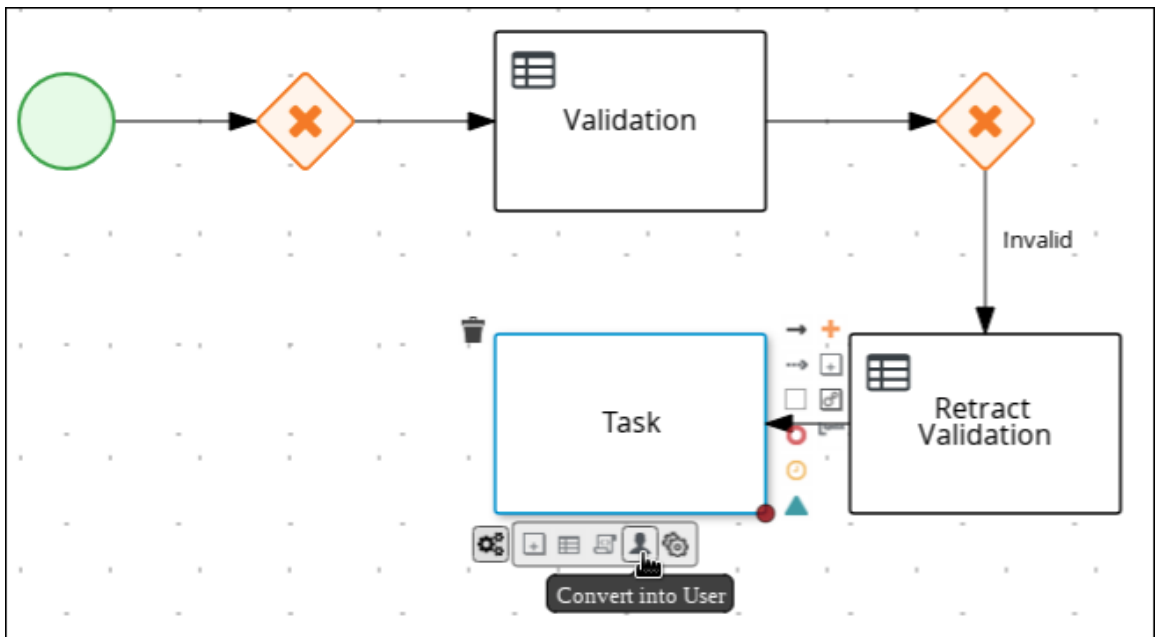 Validation
Invalid
Task
Retract
Validation
Convert into User